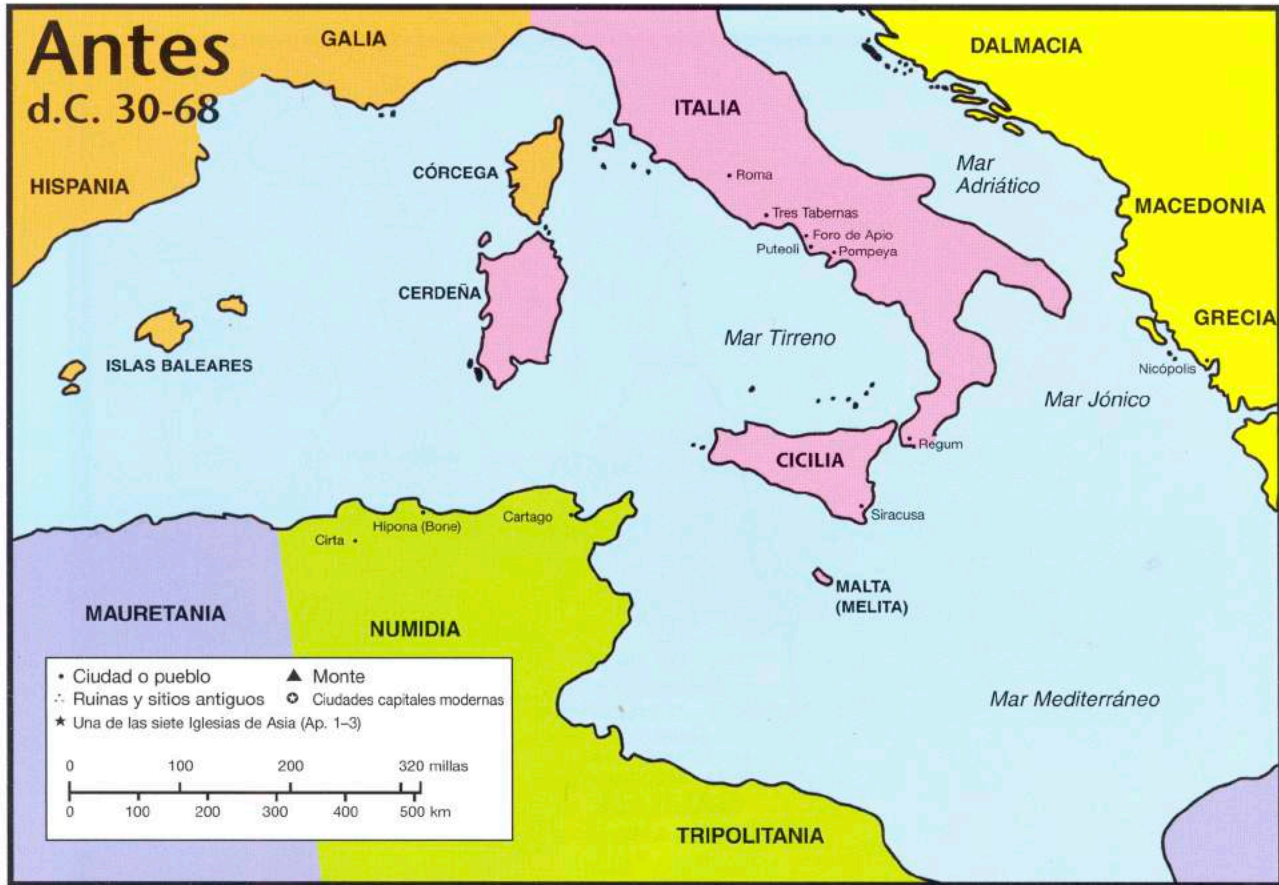 Antes
d.C. 30-68
GALIA
HISPANIA
CÓRCEGA
CERDEÑA
ISLAS BALEARES
ITALIA
Roma
Tres Tabernas
Foro de Apio
Puteoli
Pompeya
Mar
Adriático
DALMACIA
MACEDONIA
GRECIA
Nicópolis
Mar Tirreno
Mar Jónico
Regum
CICILIA
Siracusa
MALTA
(MELITA)
Cartago
Hipona (Bone)
Cirta
MAURETANIA
NUMIDIA
Mar Mediterráneo
TRIPOLITANIA
Ciudad o pueblo
Monte
Ruinas y sitios antiguos
Ciudades capitales modernas
Una de las siete Iglesias de Asia (Ap. 1–3)
0 100 200 320 millas
0 100 200 300 400 500 km